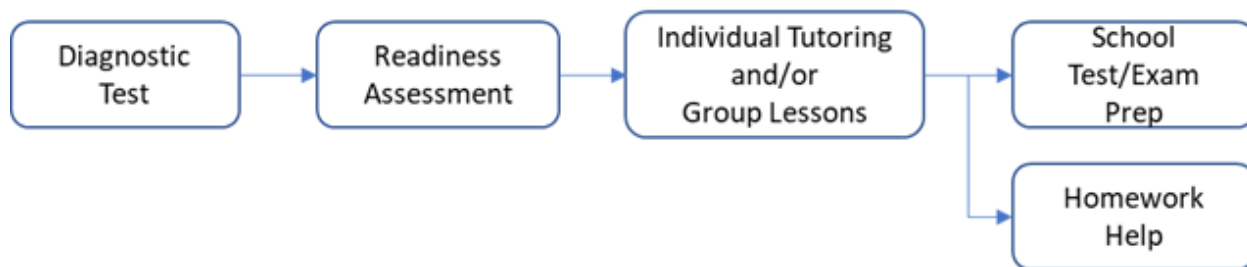 Diagnostic
Test
Readiness
Assessment
Individual Tutoring
and/or
Group Lessons
School
Test/Exam
Prep
Homework
Help